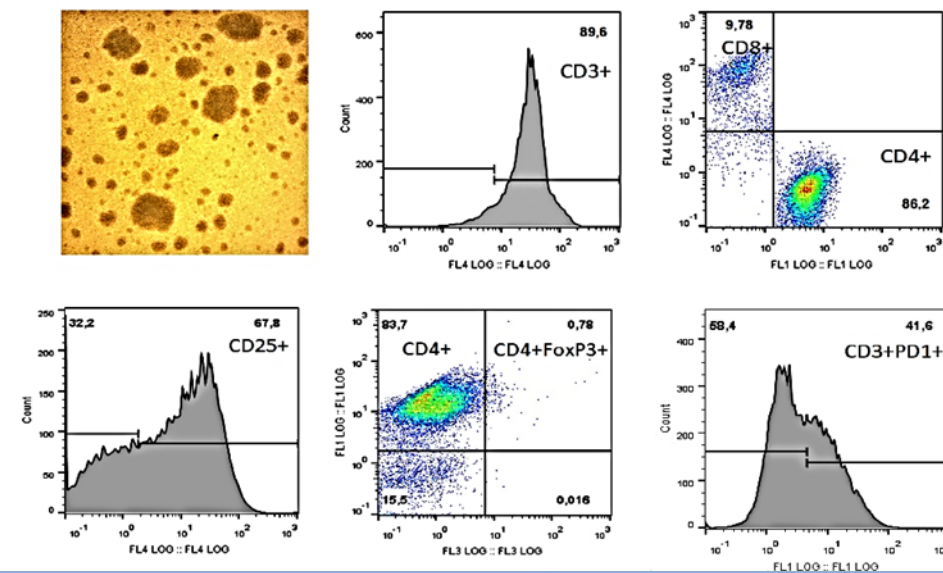 600
400
200
0
Count
89,6
CD3+
10-1 100 101 102 103
FL4 LOG :: FL4 LOG
103
102
101
100
10-1
FL4 LOG :: FL4 LOG
9,78
CD8+
CD4+
86,2
10-1 100 101 102 103
FL1 LOG :: FL1 LOG
250
200
150
100
50
0
Count
32,2 67,8
CD25+
10-1 100 101 102 103
FL4 LOG :: FL4 LOG
103
102
101
100
10-1
FL1 LOG :: FL1 LOG
83,7 0,78
CD4+ CD4+FoxP3+
15,5 0,016
10-1 100 101 102 103
FL3 LOG :: FL3 LOG
400
300
200
100
0
Count
58,4 41,6
CD3+PD1+
10-1 100 101 102 10
FL1 LOG :: FL1 LOG